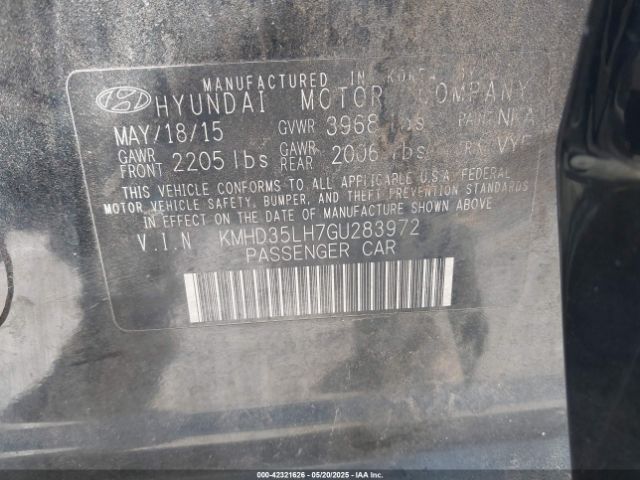 MANUFACTURED IN KOREA BY
HYUNDAI MOTOR COMPANY
MAY/18/15 GVWR 3968 lbs PAINT NKA
GAWR FRONT 2205 lbs GAWR REAR 2006 lbs
THIS VEHICLE CONFORMS TO ALL APPLICABLE U.S.A. FEDERAL
MOTOR VEHICLE SAFETY, BUMPER, AND THEFT PREVENTION STANDARDS
IN EFFECT ON THE DATE OF MANUFACTURE SHOWN ABOVE
V.I.N KMHD35LH7GU283972
PASSENGER CAR
000-42321626 | 05/20/2025 | IAA Inc.